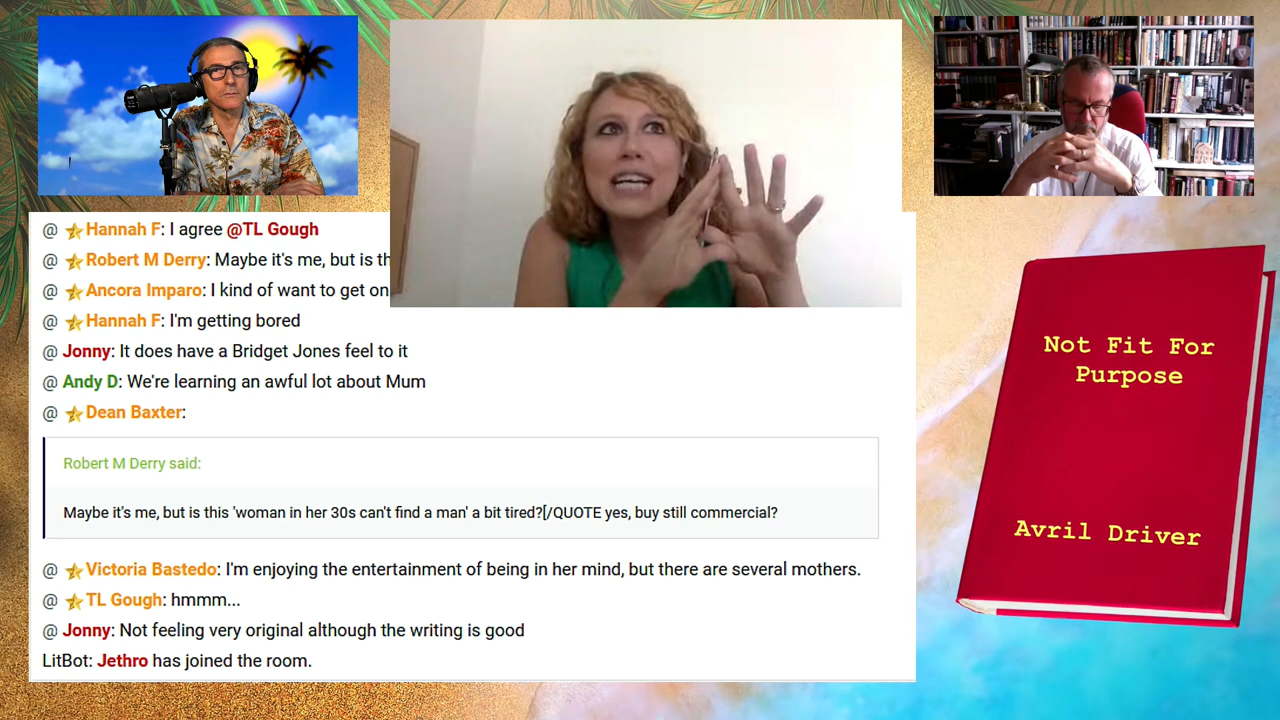 @ Hannah F: I agree @TL Gough
@ Robert M Derry: Maybe it's me, but is th
@ Ancora Imparo: I kind of want to get on
@ Hannah F: I'm getting bored
@ Jonny: It does have a Bridget Jones feel to it
@ Andy D: We're learning an awful lot about Mum
@ Dean Baxter:
Robert M Derry said:
Maybe it's me, but is this 'woman in her 30s can't find a man' a bit tired?[/QUOTE yes, buy still commercial?
@ Victoria Bastedo: I'm enjoying the entertainment of being in her mind, but there are several mothers.
@ TL Gough: hmmm...
@ Jonny: Not feeling very original although the writing is good
LitBot: Jethro has joined the room.
Not Fit For
Purpose
Avril Driver